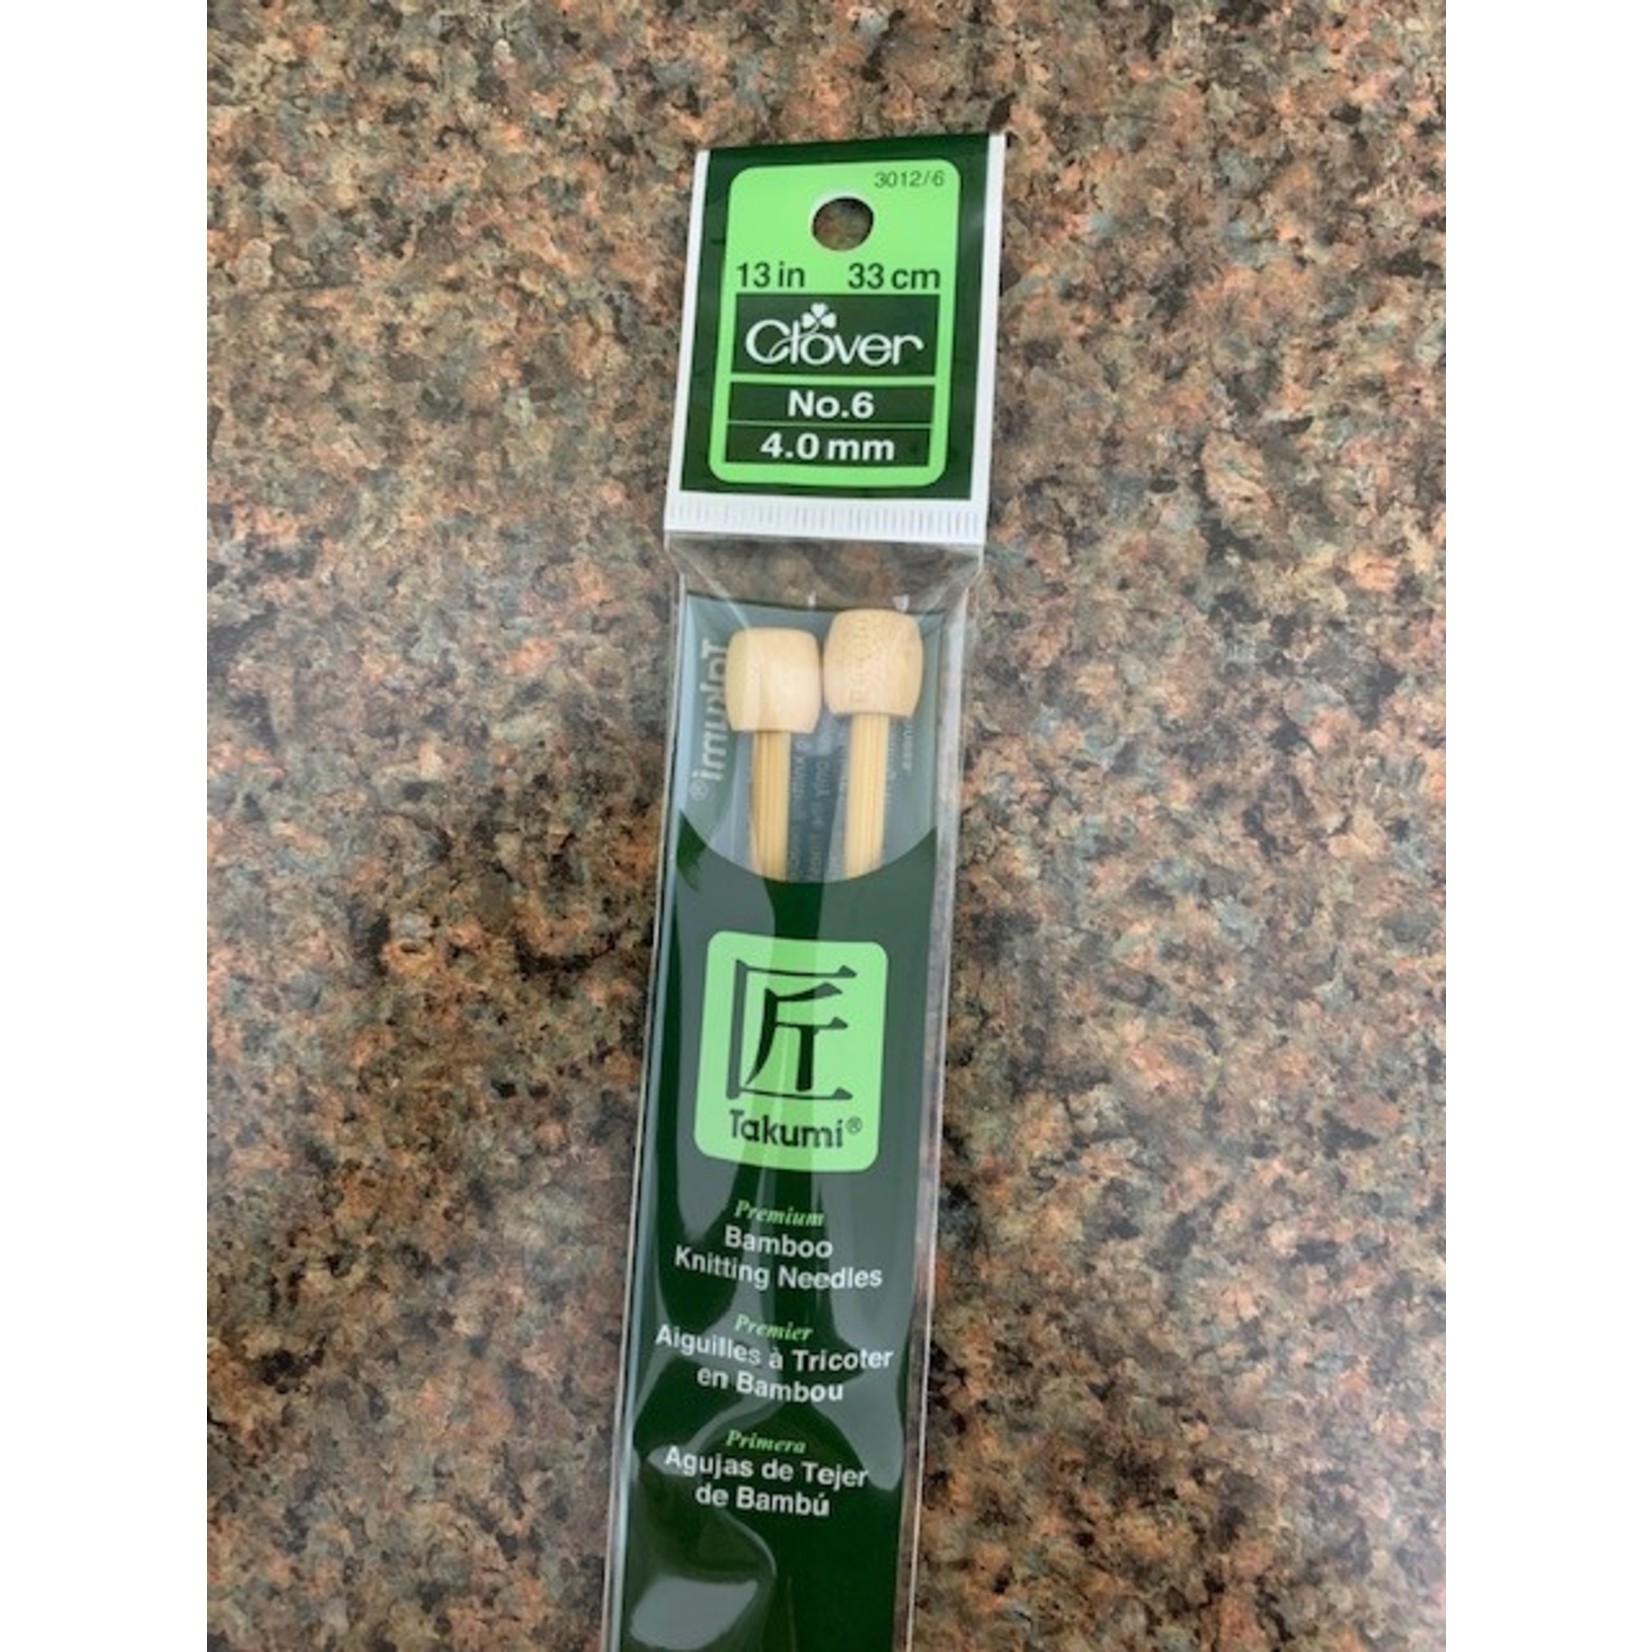 3012/6
13 in 33 cm
Clover
No.6
4.0 mm
Takumi®
匠
Takumi®
Premium
Bamboo
Knitting Needles
Premier
Aiguilles à Tricoter
en Bambou
Primera
Agujas de Tejer
de Bambú